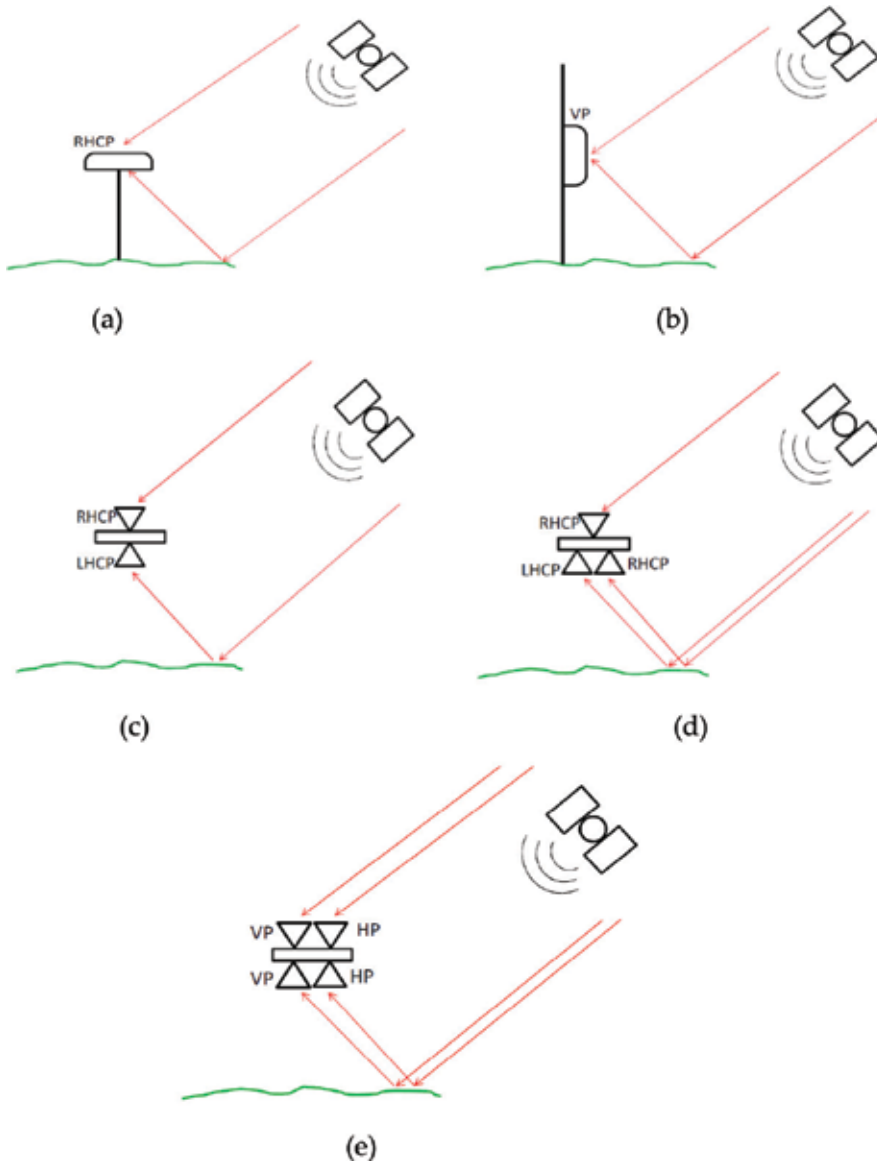 RHCP
(a)
VP
(b)
RHCP
LHCP
(c)
RHCP
LHCP RHCP
(d)
VP HP
VP HP
(e)